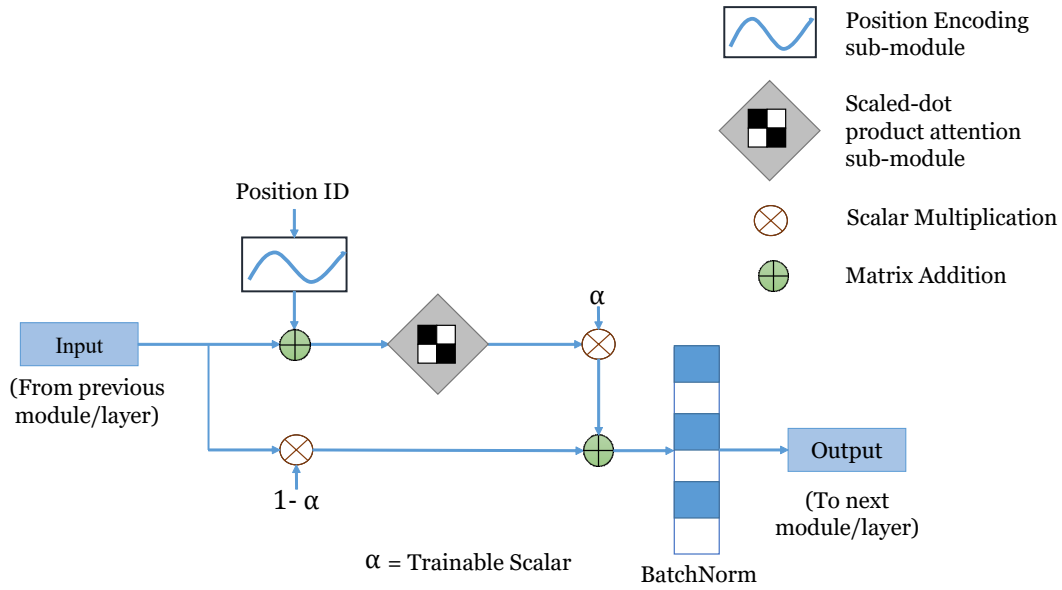 Position Encoding
sub-module
Scaled-dot
product attention
sub-module
Scalar Multiplication
Matrix Addition
Position ID
α
Input
(From previous
module/layer)
1- α
Output
(To next
module/layer)
α = Trainable Scalar
BatchNorm